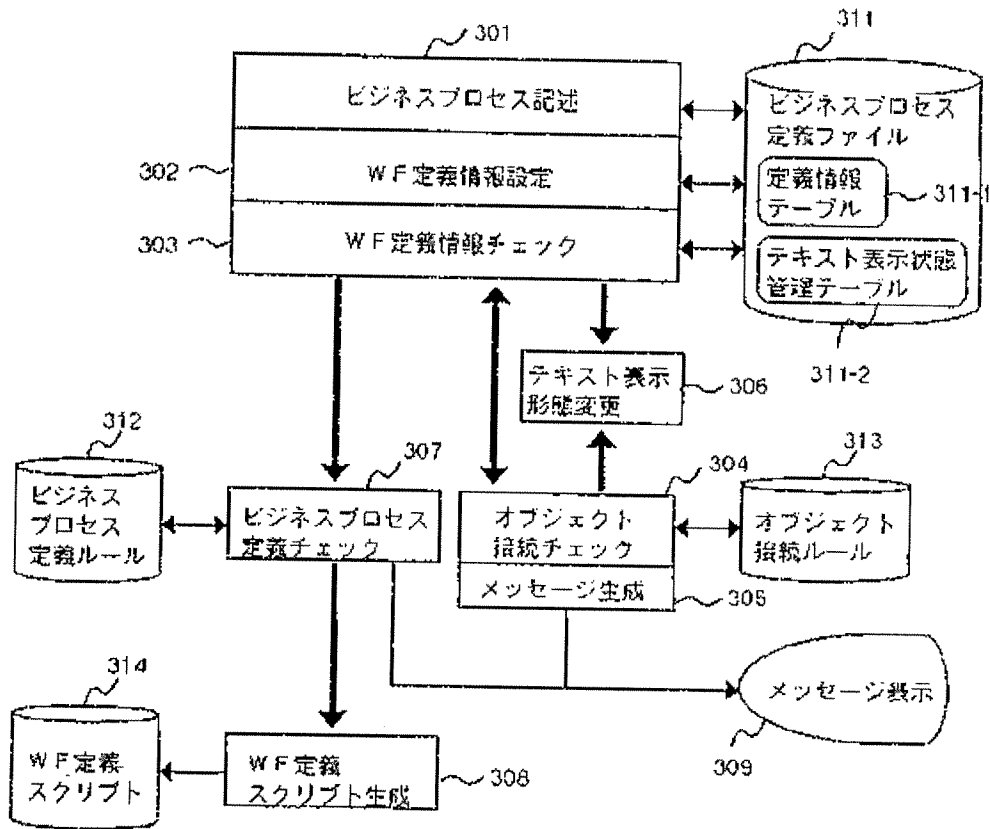 301
311
ビジネスプロセス記述
ビジネスプロセス
定義ファイル
302
WF定義情報設定
定義情報
テーブル
311-1
303
WF定義情報チェック
テキスト表示状態
管理テーブル
テキスト表示
形態変更
306
311-2
312
307
304
313
ビジネス
プロセス
定義ルール
ビジネスプロセス
定義チェック
オブジェクト
接続チェック
オブジェクト
接続ルール
メッセージ生成
305
314
メッセージ表示
WF定義
スクリプト
WF定義
スクリプト生成
308
309